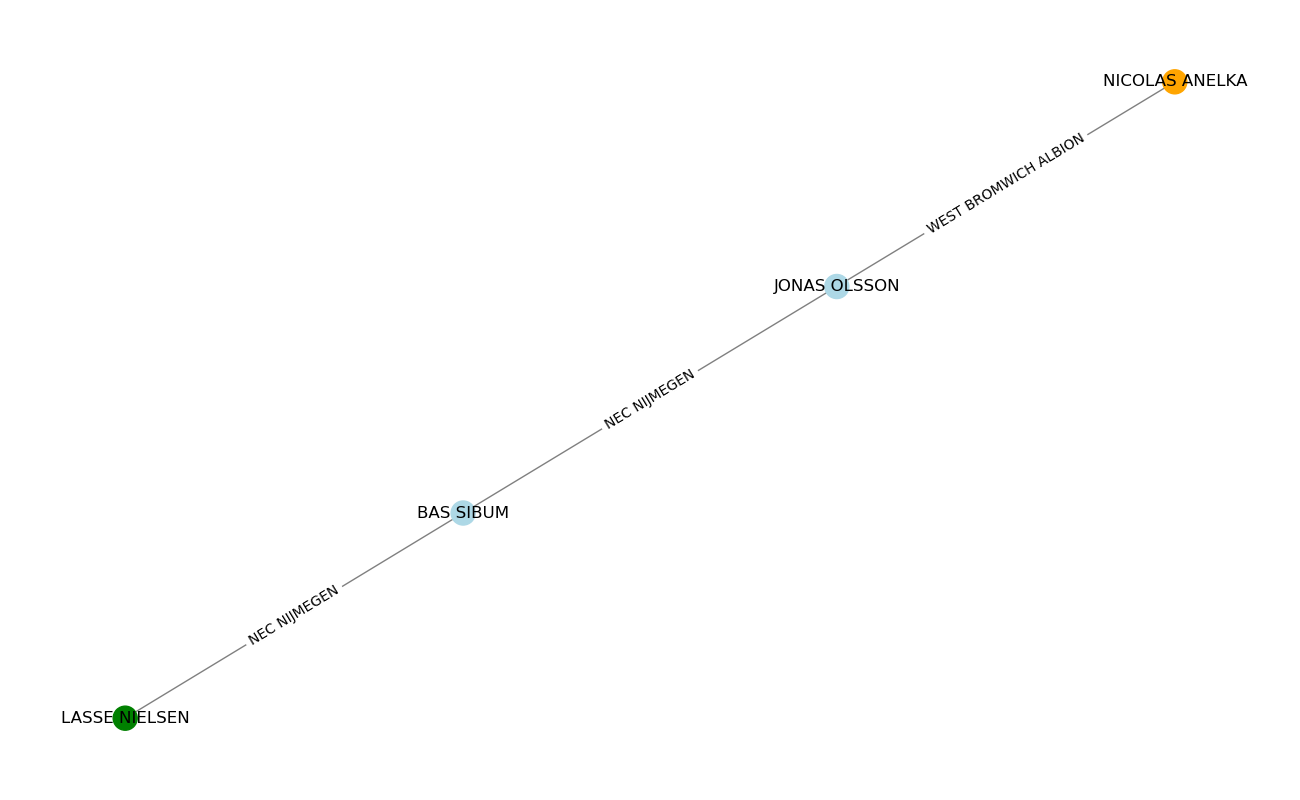 NICOLAS ANELKA
WEST BROMWICH ALBION
JONAS OLSSON
NEC NIJMEGEN
BAS SIBUM
NEC NIJMEGEN
LASSE NIELSEN